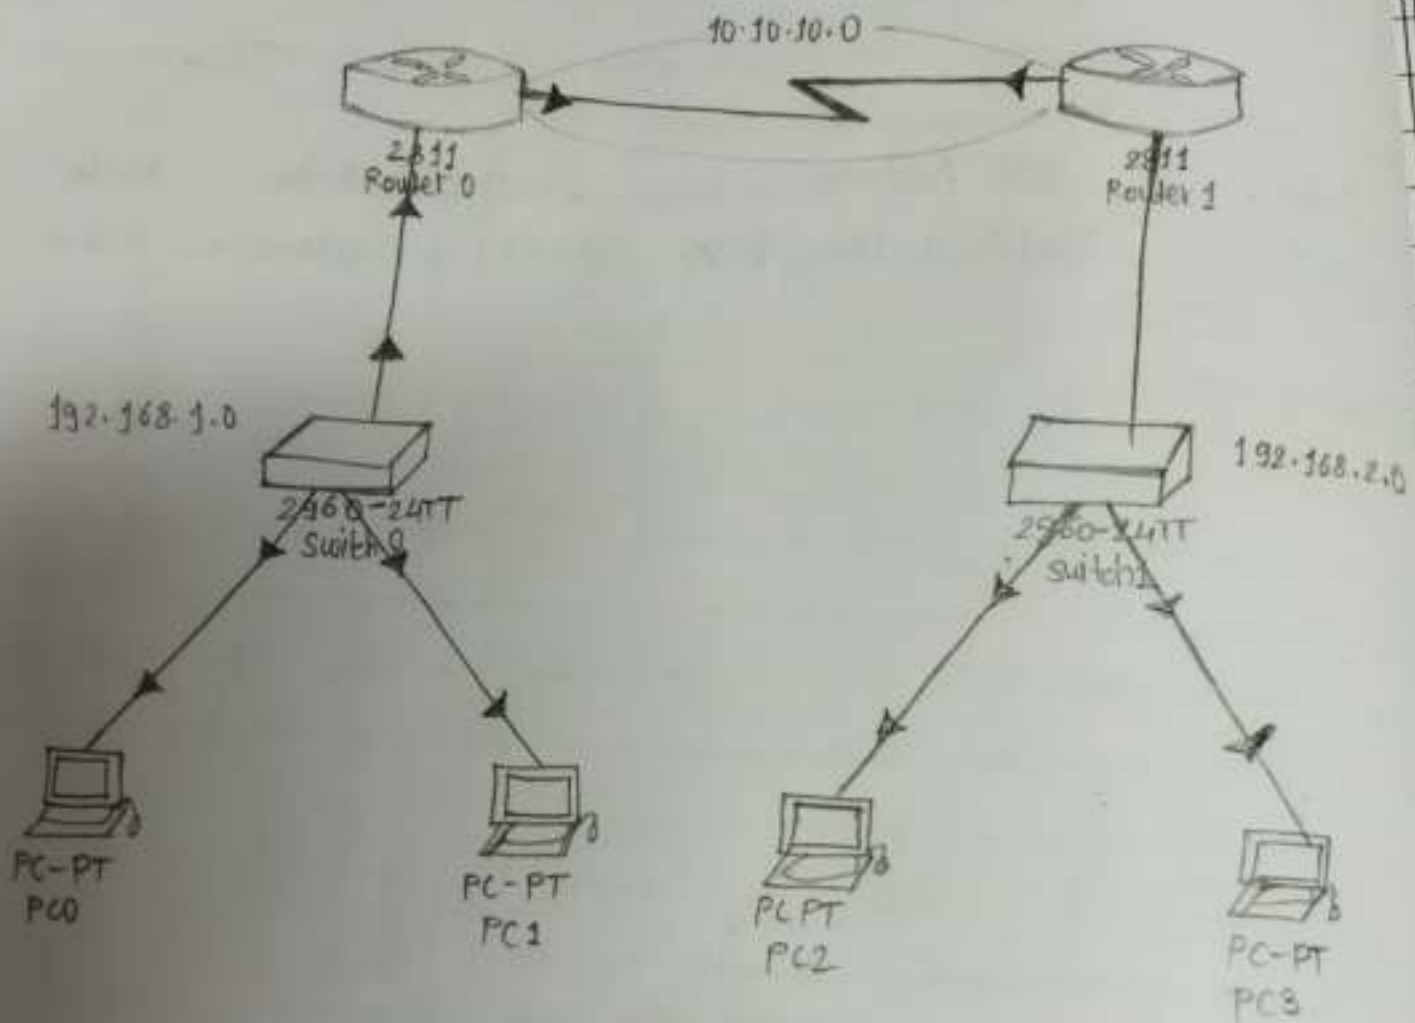 10.10.10.0
2811
Router 0
2811
Router 1
192.168.1.0
2960-24TT
Switch 0
192.168.2.0
2960-24TT
switch1
PC-PT
PC0
PC-PT
PC1
PC PT
PC2
PC-PT
PC3